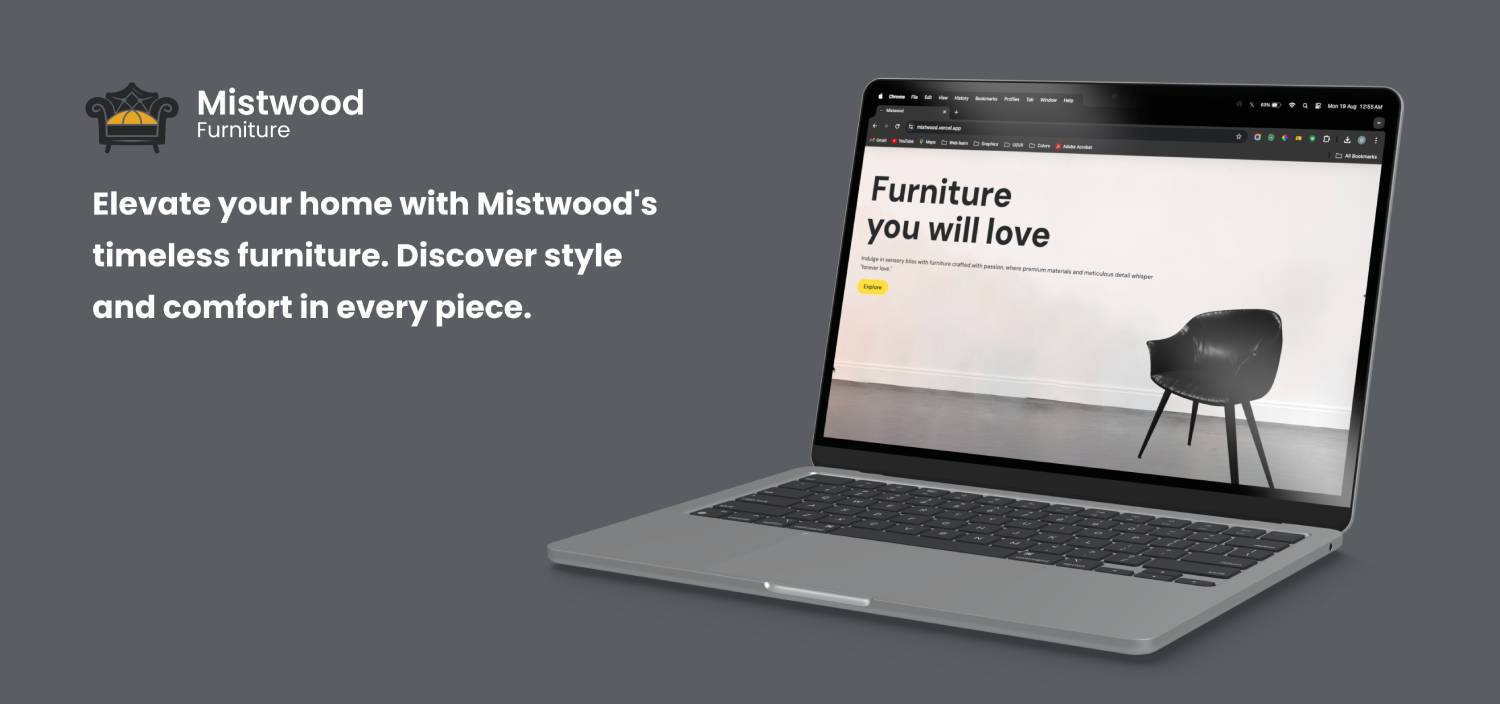 Mistwood
Furniture
Elevate your home with Mistwood's
timeless furniture. Discover style
and comfort in every piece.
Chrome File Edit View History Bookmarks Profiles Tab Window Help
63% Mon 19 Aug 12:55 AM
Mistwood
mistwood.vercel.app
Gmail YouTube Maps Web learn Graphics UI/UX Colors Adobe Acrobat
All Bookmarks
Furniture
you will love
Indulge in sensory bliss with furniture crafted with passion, where premium materials and meticulous detail whisper
"forever love."
Explore